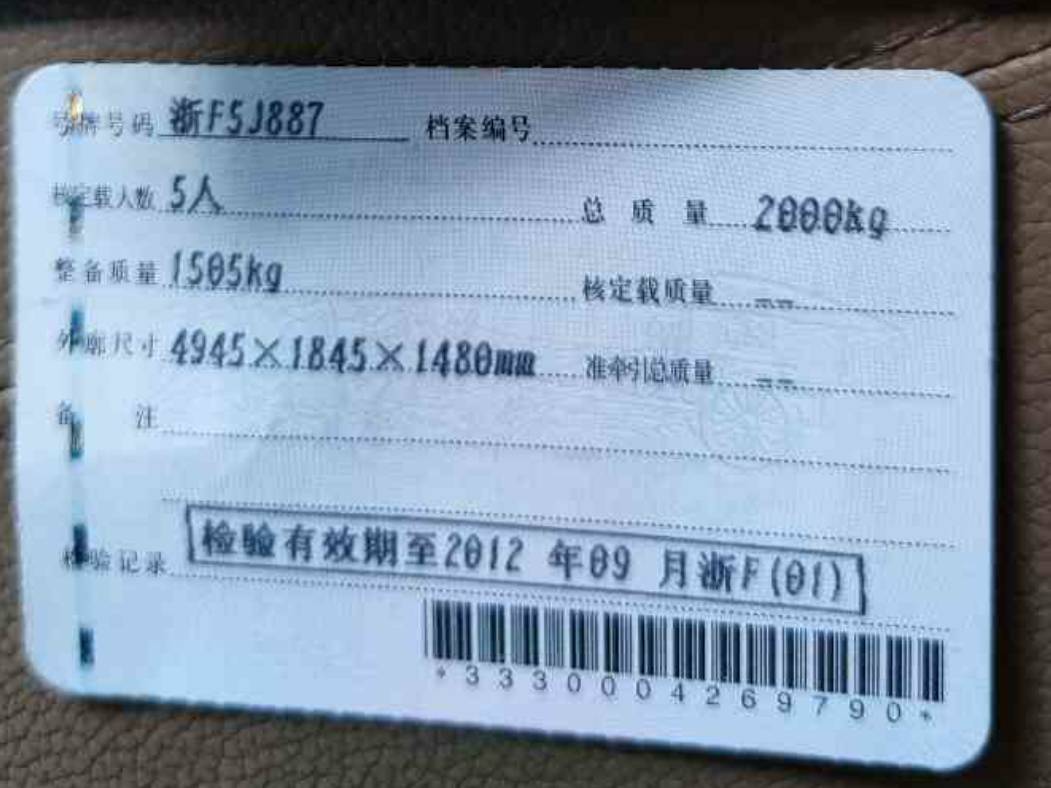 号牌号码 浙F5J887 档案编号
核定载人数 5人 总质量 2000kg
整备质量 1505kg 核定载质量 --
外廓尺寸 4945×1845×1480mm 准牵引总质量 --
备注
检验记录 检验有效期至2012 年09 月浙F(01)
*3330004269790*